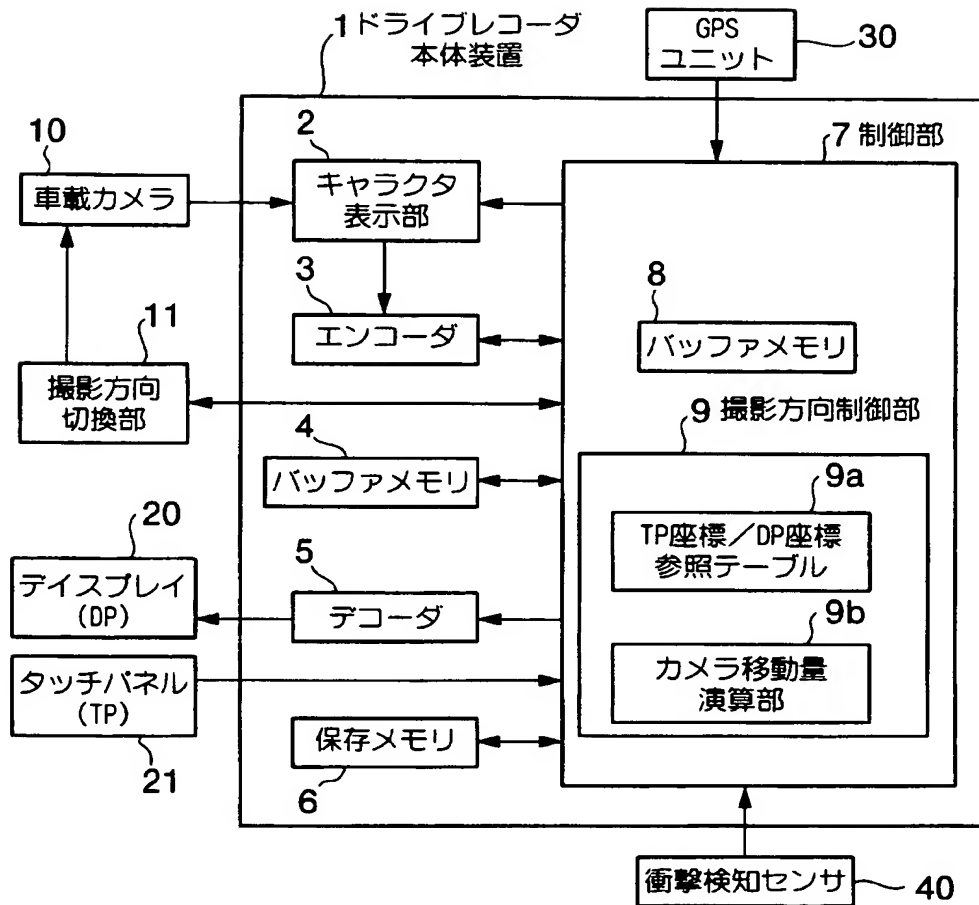 1 ドライブレコーダ
本体装置
GPS
ユニット
30
10
車載カメラ
2
キャラクタ
表示部
7 制御部
3
エンコーダ
8
バッファメモリ
11
撮影方向
切換部
9 撮影方向制御部
4
バッファメモリ
9a
TP座標/DP座標
参照テーブル
20
デイスプレイ
(DP)
5
デコーダ
9b
カメラ移動量
演算部
タッチパネル
(TP)
21
保存メモリ
6
衝撃検知センサ
40